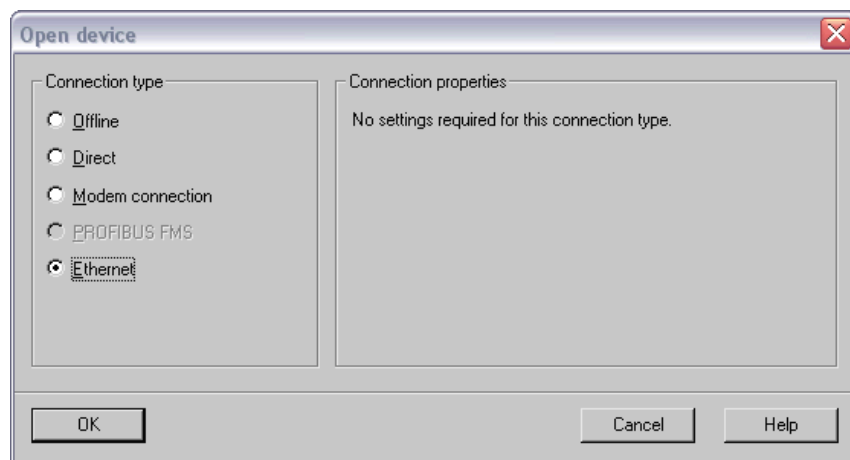 Open device
Connection type
Offline
Direct
Modem connection
PROFIBUS FMS
Ethernet
Connection properties
No settings required for this connection type.
OK
Cancel
Help